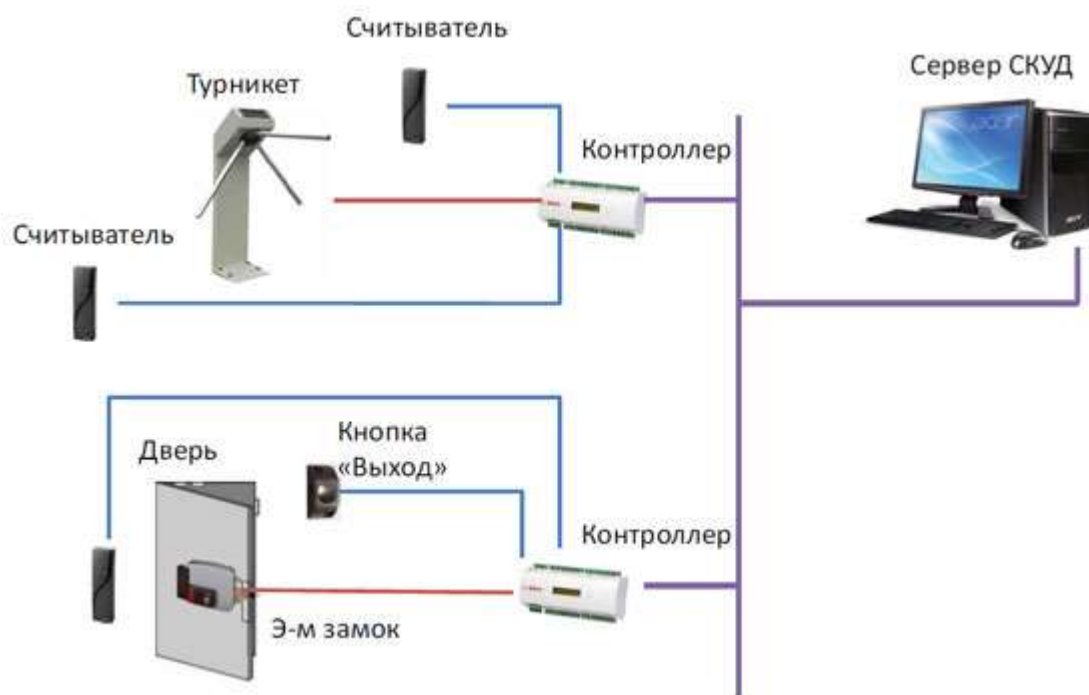 Считыватель
Турникет
Сервер СКУД
Контроллер
Считыватель
Кнопка
«Выход»
Дверь
Контроллер
Э-м замок